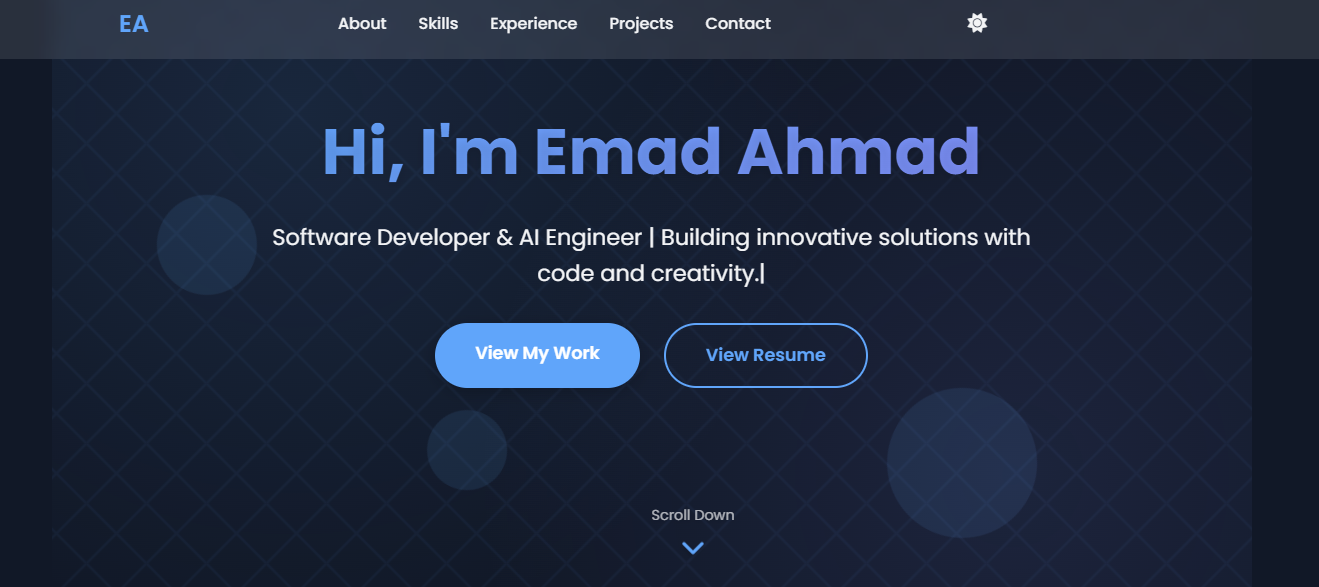 EA
About Skills Experience Projects Contact
Hi, I'm Emad Ahmad
Software Developer & AI Engineer | Building innovative solutions with
code and creativity.|
View My Work
View Resume
Scroll Down